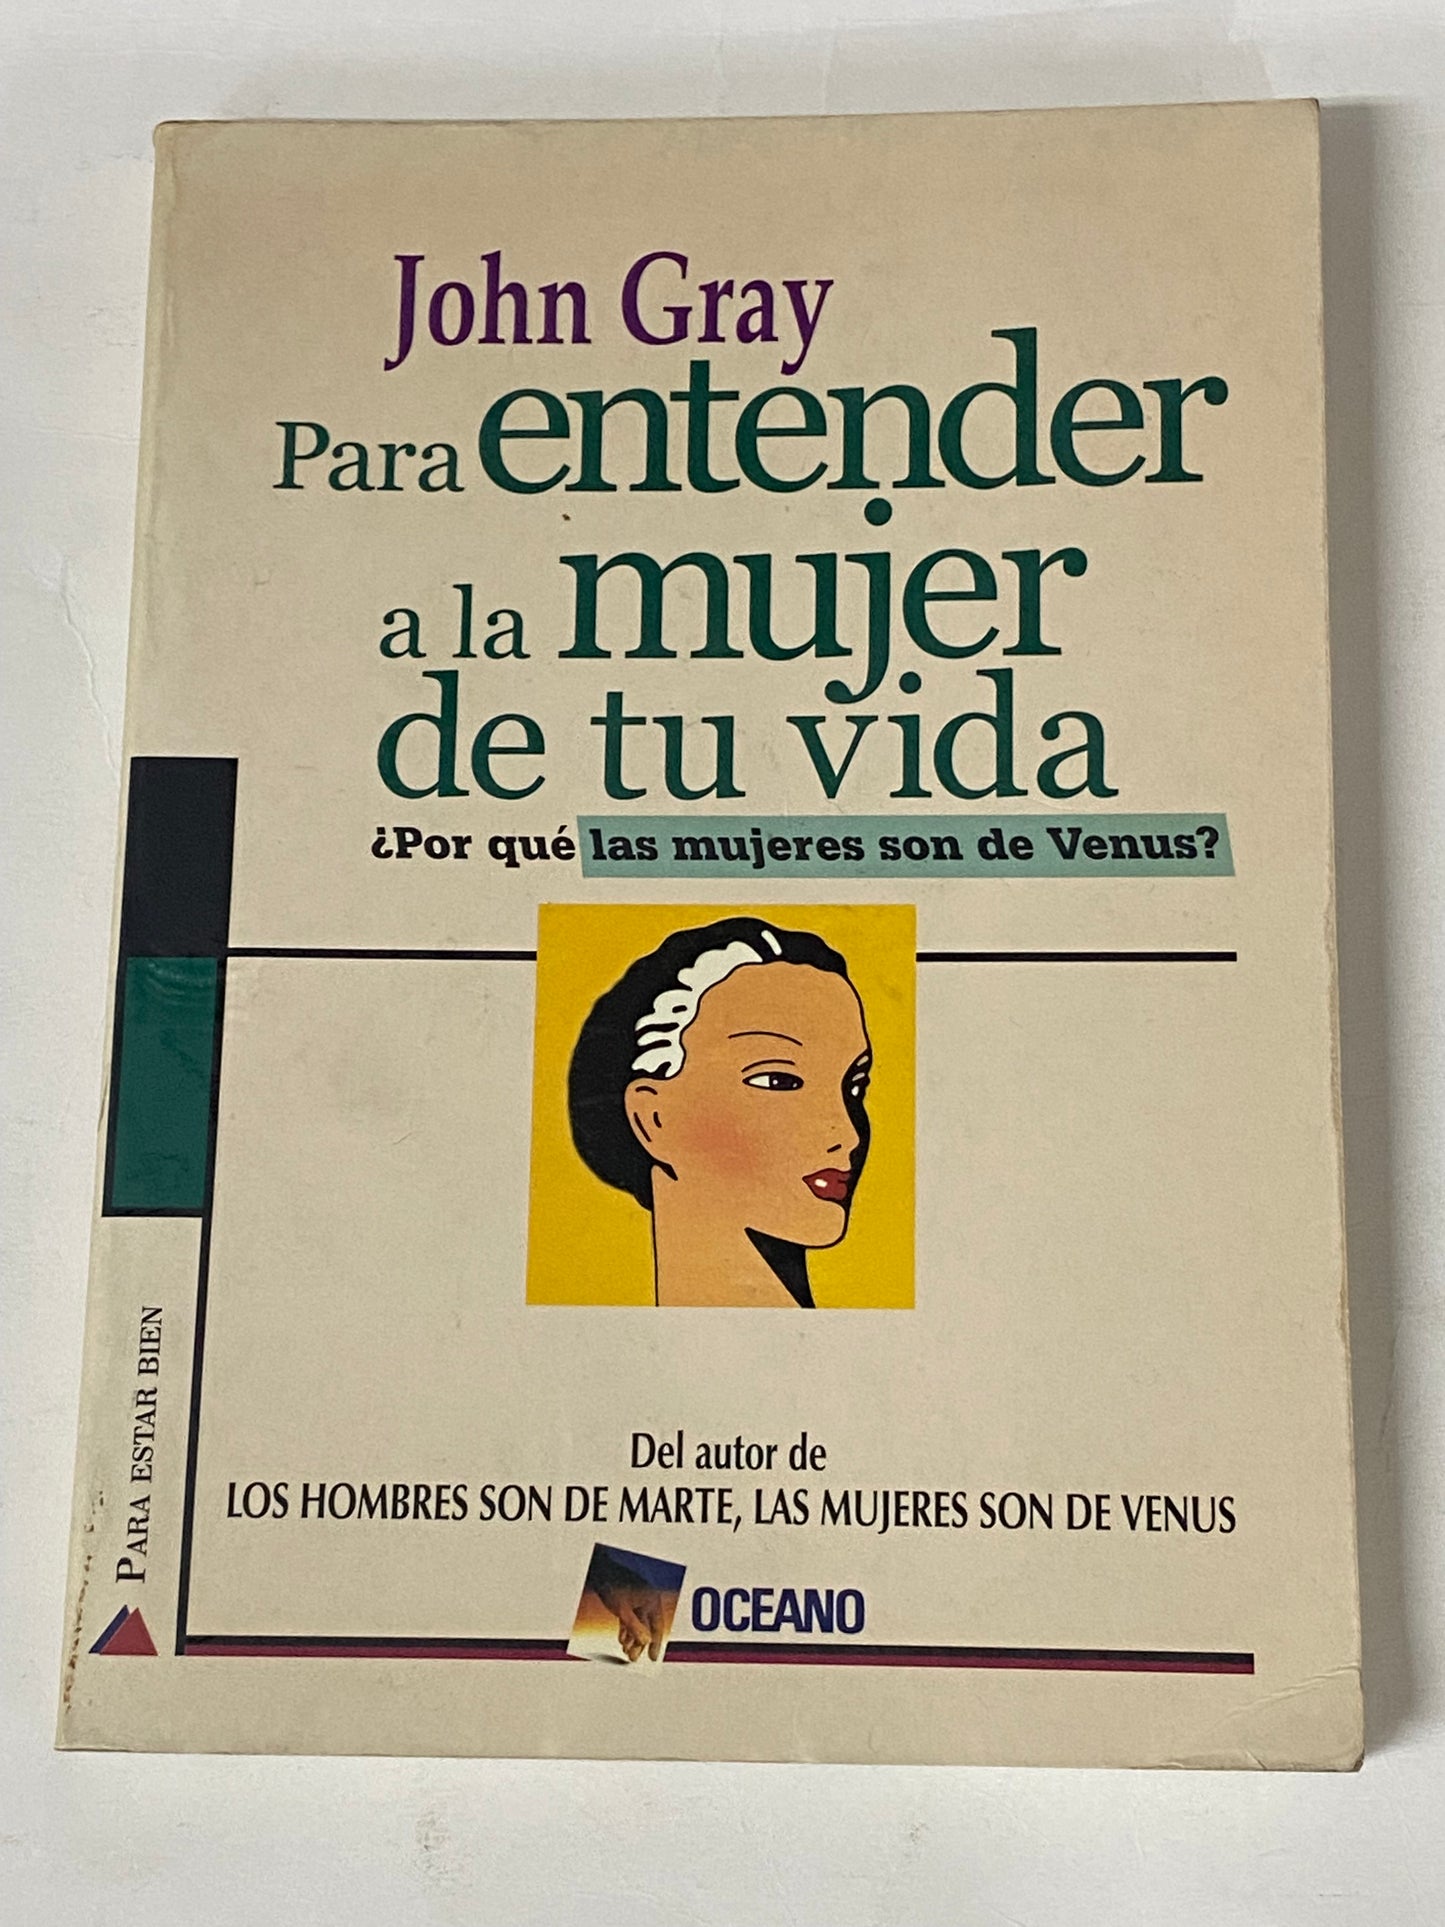 John Gray
Para entender
a la mujer
de tu vida
¿Por qué las mujeres son de Venus?
PARA ESTAR BIEN
Del autor de
LOS HOMBRES SON DE MARTE, LAS MUJERES SON DE VENUS
OCEANO